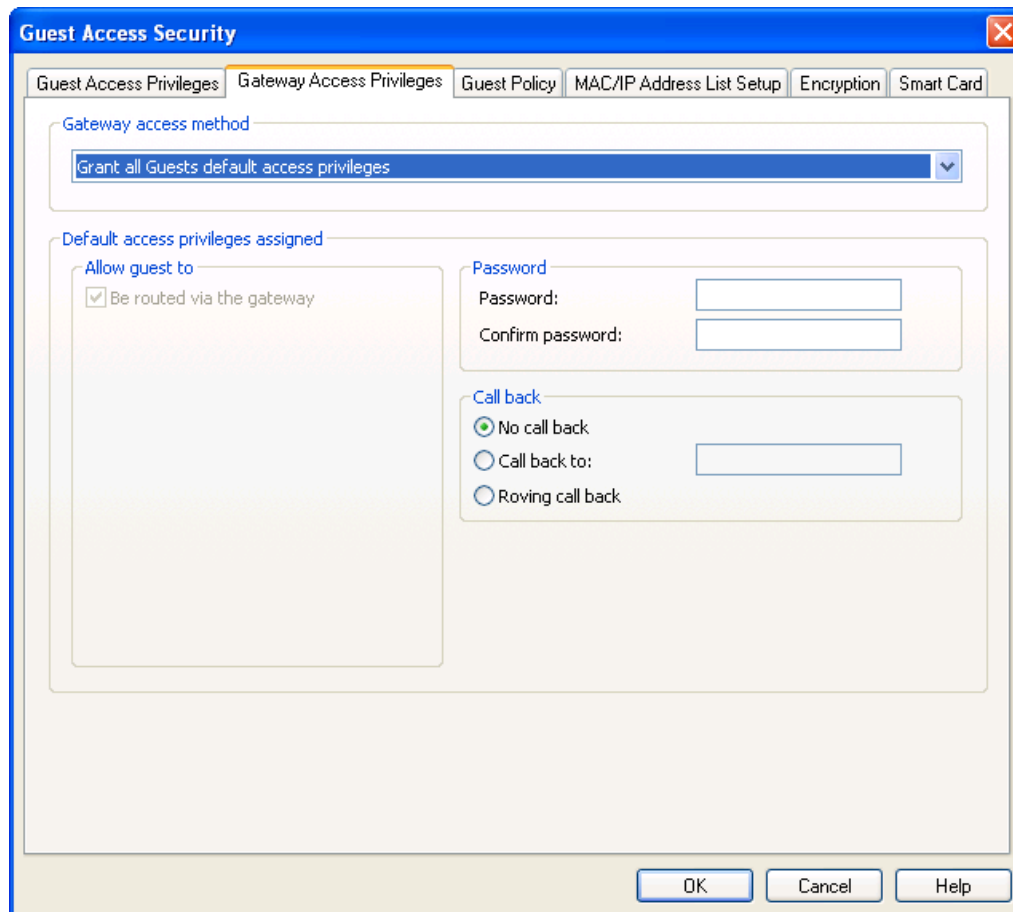 Guest Access Security
Guest Access Privileges Gateway Access Privileges Guest Policy MAC/IP Address List Setup Encryption Smart Card
Gateway access method
Grant all Guests default access privileges
Default access privileges assigned
Allow guest to
Be routed via the gateway
Password
Password:
Confirm password:
Call back
No call back
Call back to:
Roving call back
OK Cancel Help